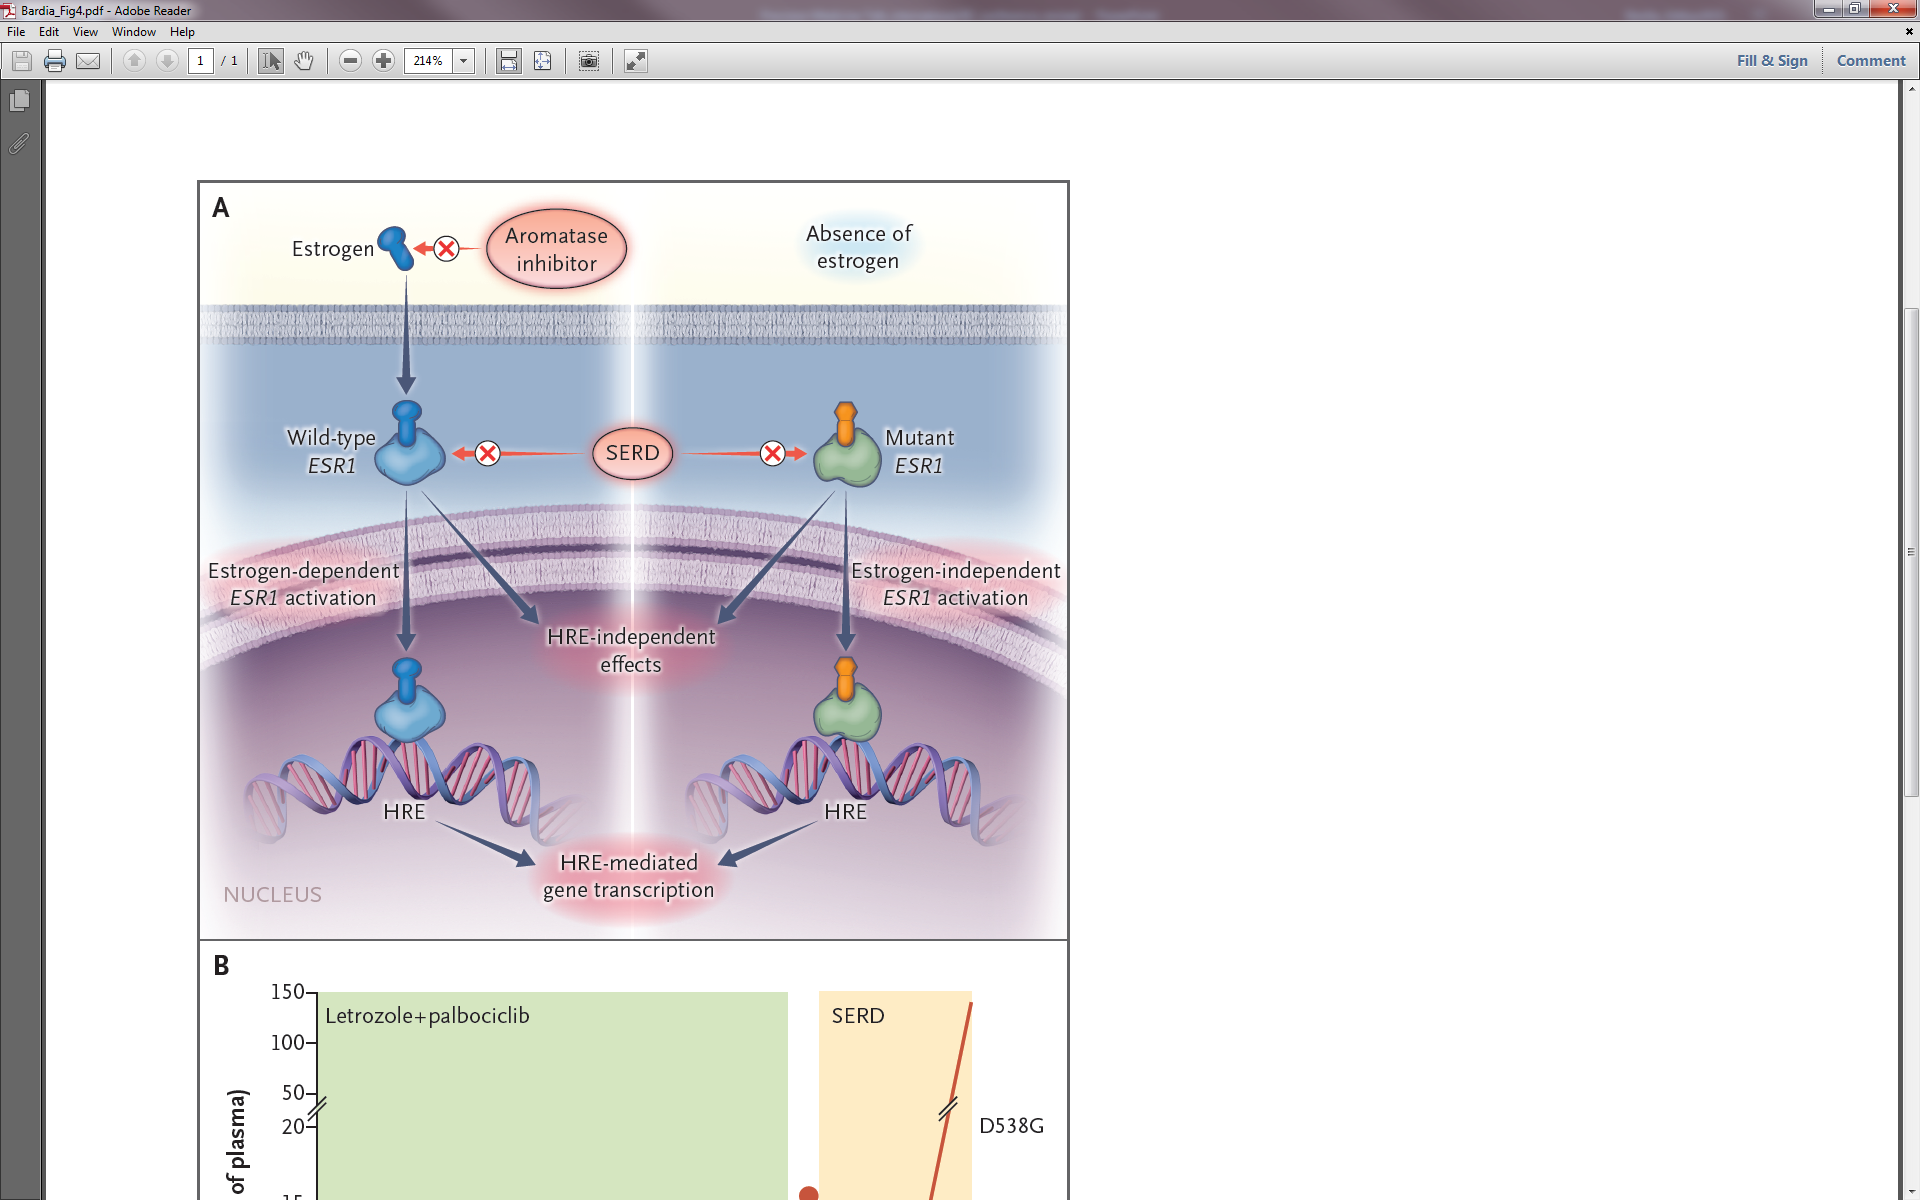 Bardia_Fig4.pdf - Adobe Reader
File Edit View Window Help
1 / 1 214% Fill & Sign Comment
A
Estrogen
Aromatase
inhibitor
Absence of
estrogen
Wild-type
ESR1
SERD
Mutant
ESR1
Estrogen-dependent
ESR1 activation
Estrogen-independent
ESR1 activation
HRE-independent
effects
HRE
HRE
HRE-mediated
gene transcription
NUCLEUS
B
150
100
50
20
15
of plasma)
Letrozole+palbociclib
SERD
D538G